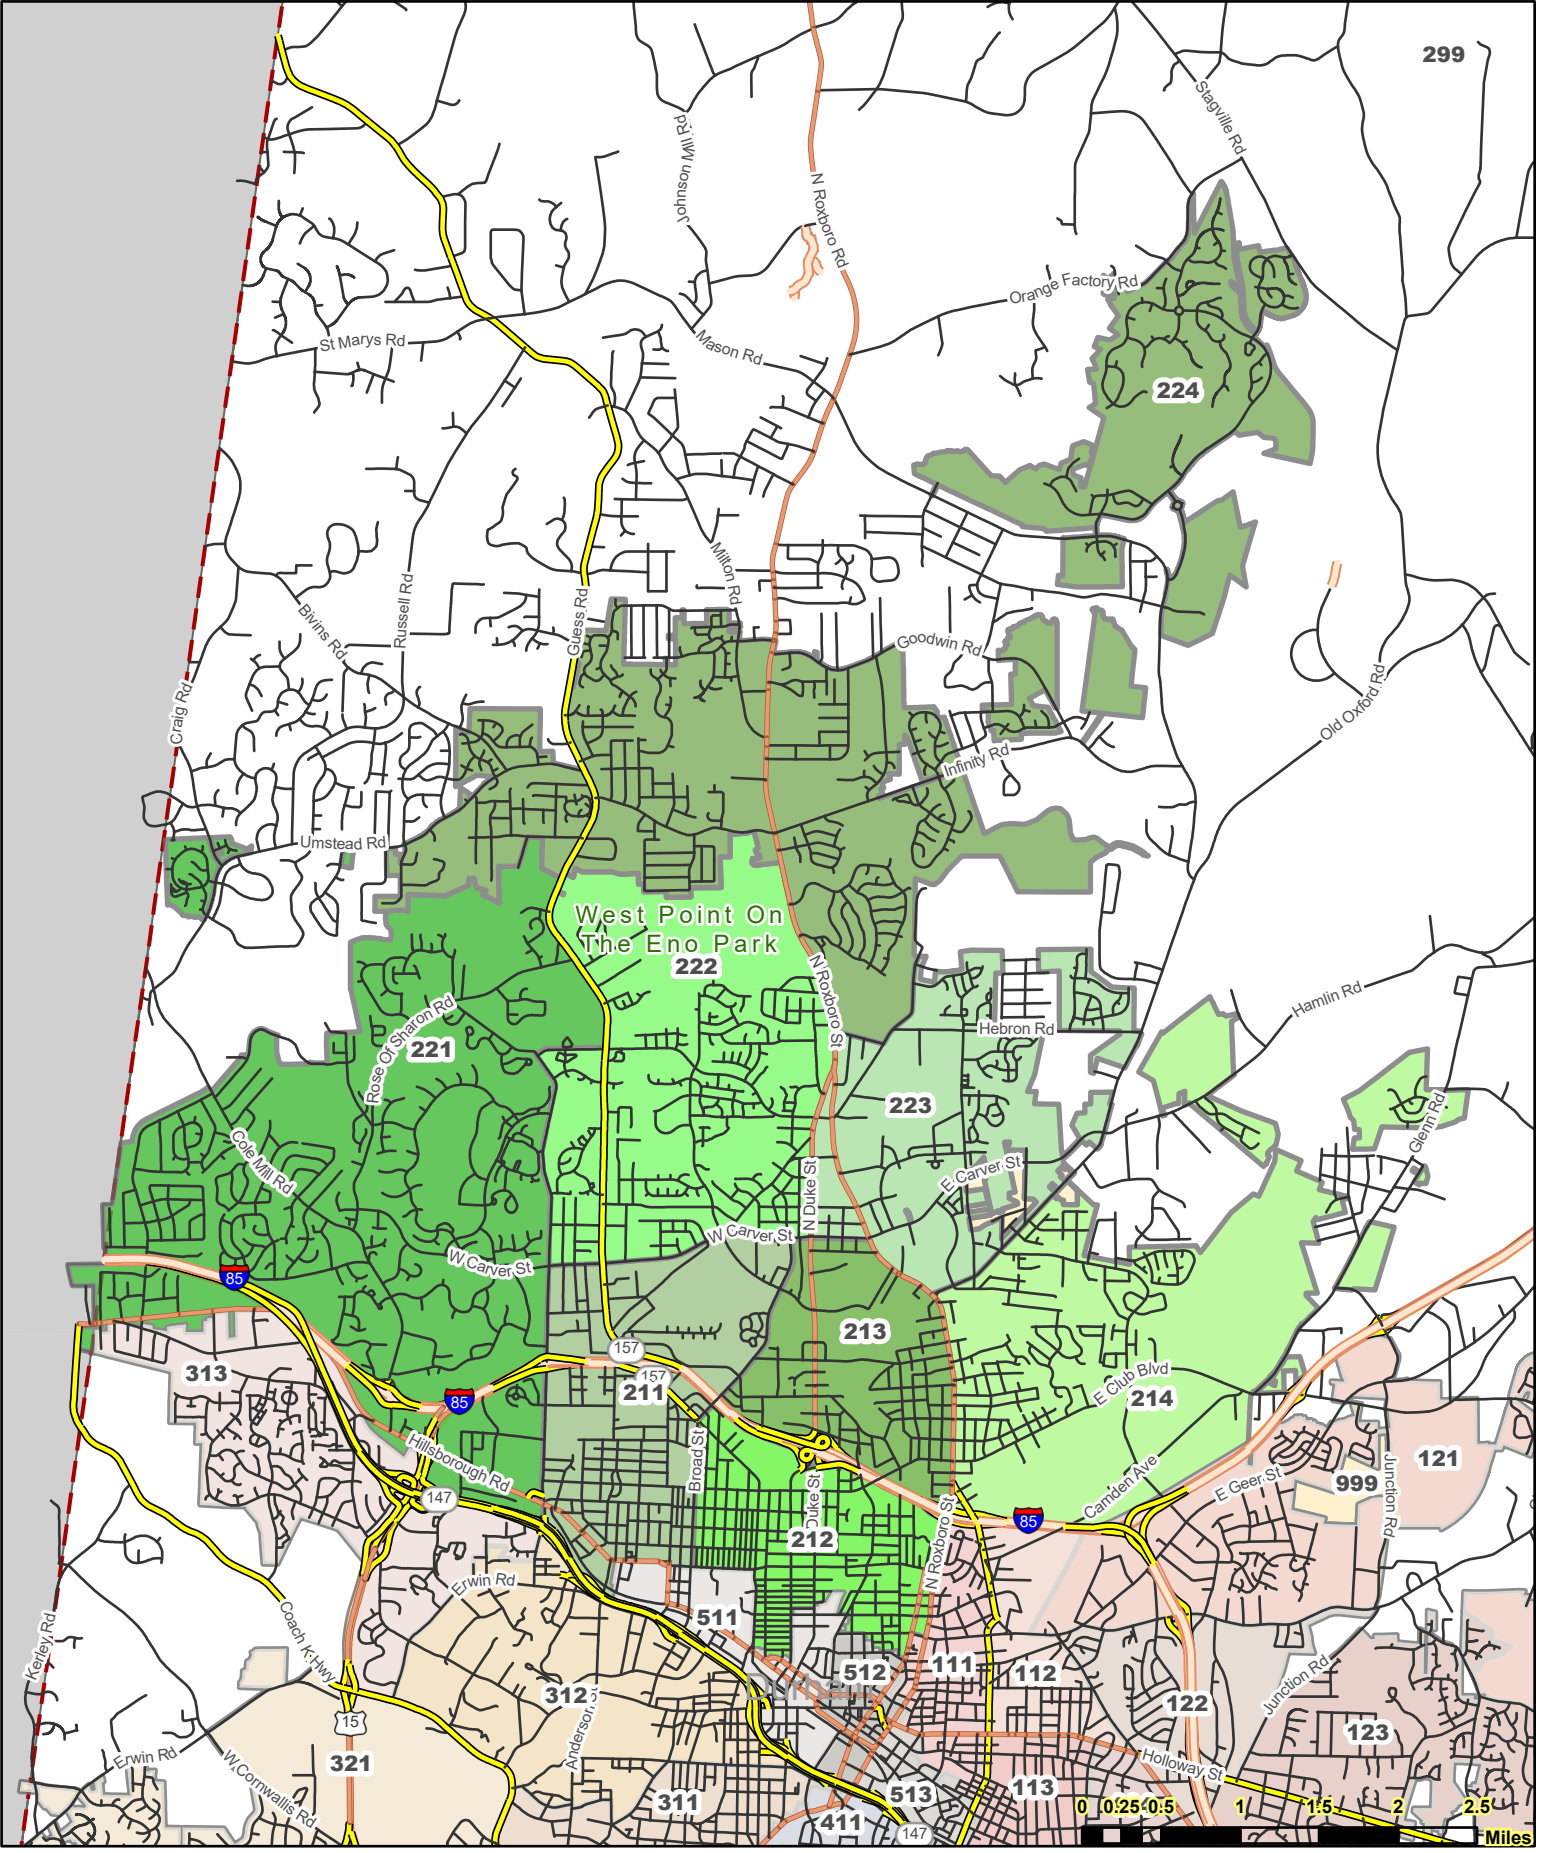 299
Stagville Rd
Johnson Mill Rd
N Roxboro Rd
Orange Factory Rd
St Marys Rd
Mason Rd
224
Milton Rd
Russell Rd
Guess Rd
Bivins Rd
Goodwin Rd
Craig Rd
Old Oxford Rd
Infinity Rd
Umstead Rd
West Point On
The Eno Park
222
N Roxboro St
Hamlin Rd
Rose Of Sharon Rd
221
Hebron Rd
223
Glenn Rd
Cole Mill Rd
E Carver St
N Duke St
W Carver St
W Carver St
85
213
157
157
313
211
E Club Blvd
214
85
Hillsborough Rd
Broad St
121
999
Junction Rd
E Geer St
Camden Ave
147
Duke St
85
212
N Roxboro St
Erwin Rd
511
Coach K Hwy
Kerley Rd
512
111
112
Durham
312
Anderson St
122
Junction Rd
15
123
321
Erwin Rd
W Cornwallis Rd
Holloway St
311
513
113
411
147
0 0.25 0.5 1 1.5 2 2.5
Miles